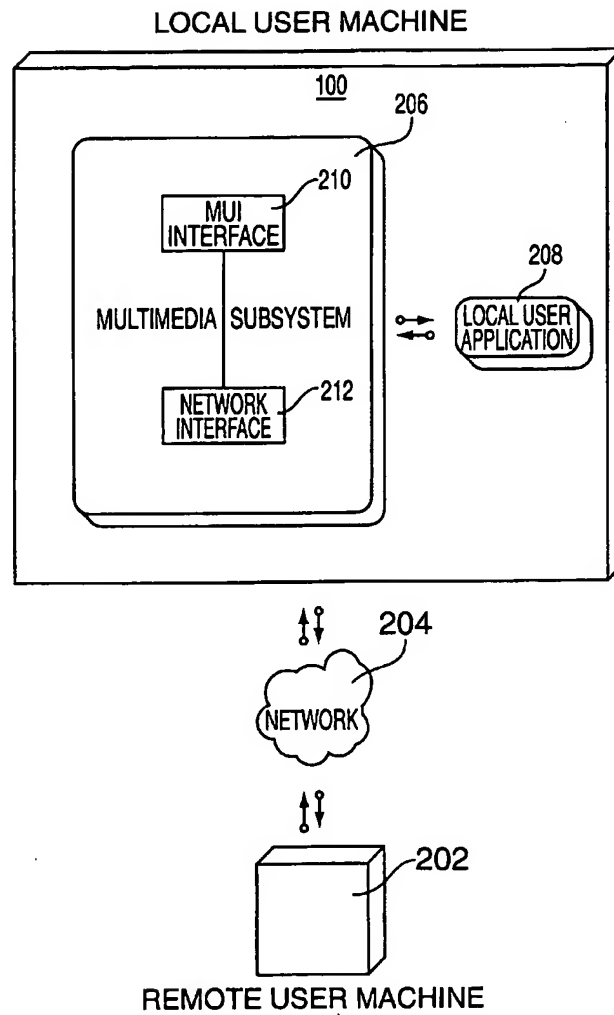 LOCAL USER MACHINE
100
206
210
MUI
INTERFACE
208
MULTIMEDIA SUBSYSTEM
LOCAL USER
APPLICATION
212
NETWORK
INTERFACE
204
NETWORK
202
REMOTE USER MACHINE